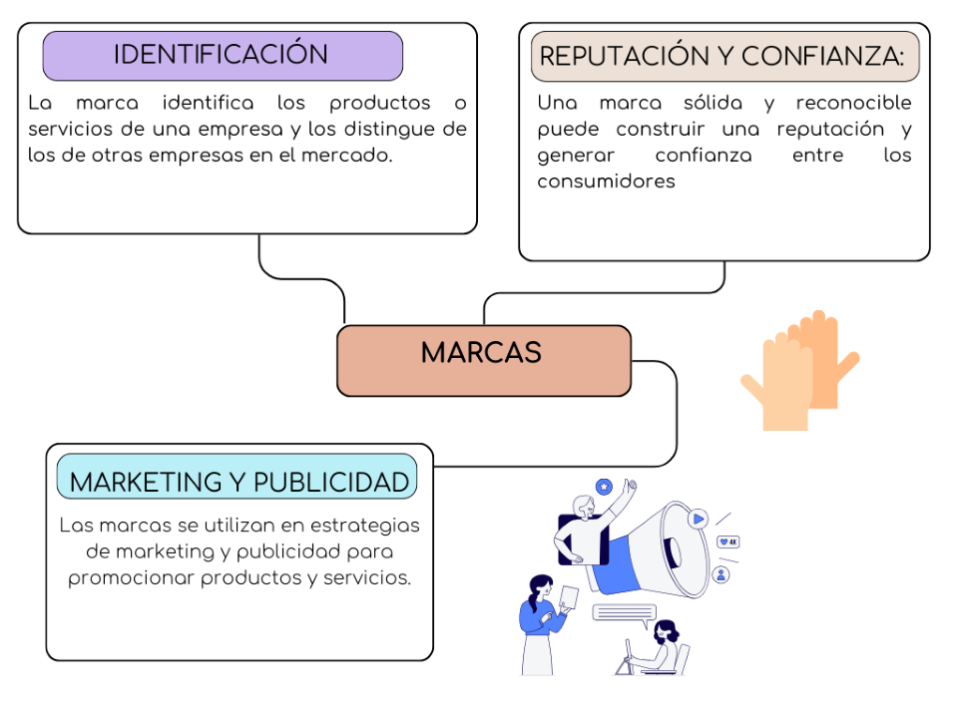 IDENTIFICACIÓN
La marca identifica los productos o
servicios de una empresa y los distingue de
los de otras empresas en el mercado.
REPUTACIÓN Y CONFIANZA:
Una marca sólida y reconocible
puede construir una reputación y
generar confianza entre los
consumidores
MARCAS
MARKETING Y PUBLICIDAD
Las marcas se utilizan en estrategias
de marketing y publicidad para
promocionar productos y servicios.
4K